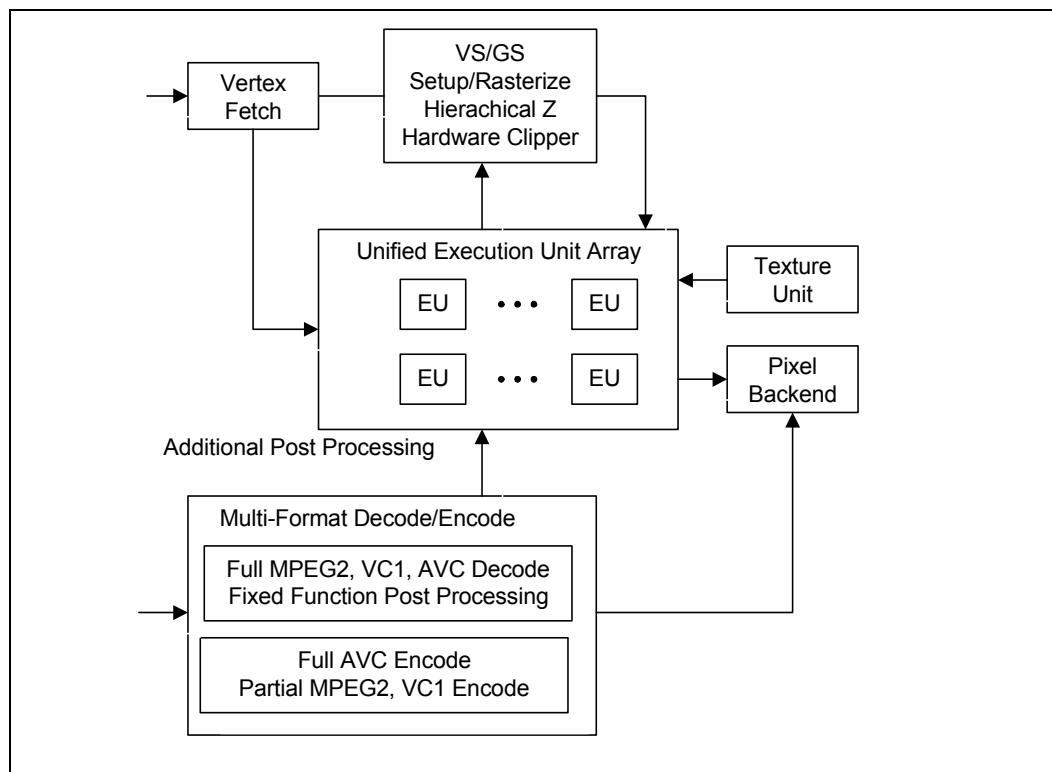 VS/GS
Setup/Rasterize
Hierachical Z
Hardware Clipper
Vertex
Fetch
Unified Execution Unit Array
EU
EU
EU
EU
Texture
Unit
Pixel
Backend
Additional Post Processing
Multi-Format Decode/Encode
Full MPEG2, VC1, AVC Decode
Fixed Function Post Processing
Full AVC Encode
Partial MPEG2, VC1 Encode